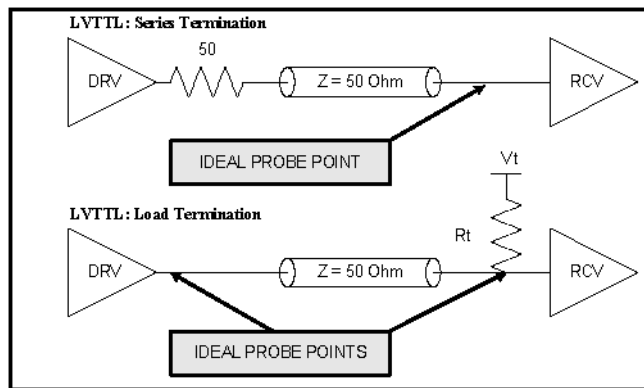 LVTTL: Series Termination
50
DRV
Z = 50 Ohm
RCV
IDEAL PROBE POINT
Vt
LVTTL: Load Termination
Rt
DRV
Z = 50 Ohm
RCV
IDEAL PROBE POINTS